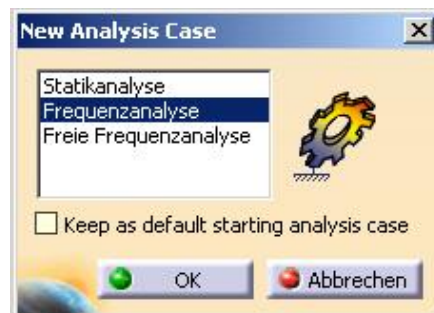 New Analysis Case
Statikanalyse
Frequenzanalyse
Freie Frequenzanalyse
Keep as default starting analysis case
OK
Abbrechen